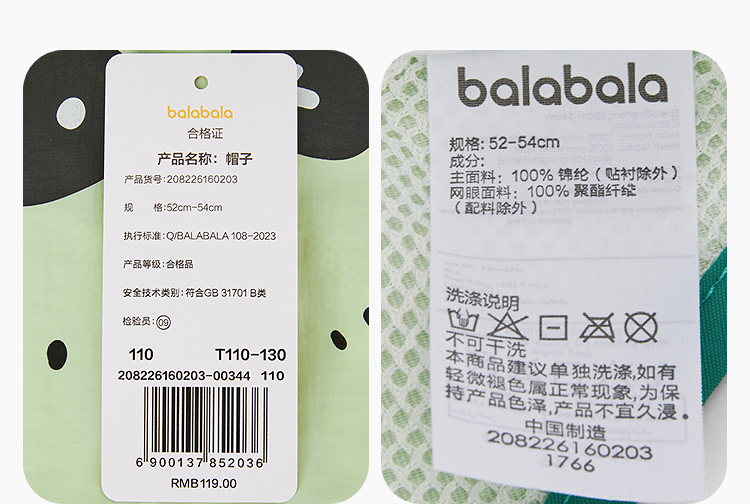 balabala
合格证
产品名称：帽子
产品货号：208226160203
规　　格：52cm-54cm
执行标准：Q/BALABALA 108-2023
产品等级：合格品
安全技术类别：符合GB 31701 B类
检验员：09
110 T110-130
208226160203-00344 110
6 900137 852036
RMB119.00
balabala
规格: 52-54cm
成分:
主面料: 100% 锦纶（贴衬除外）
网眼面料: 100% 聚酯纤维
（配料除外）
洗涤说明
不可干洗
本商品建议单独洗涤,如有
轻微褪色属正常现象,为保
持产品色泽,产品不宜久浸。
中国制造
208226160203
1766